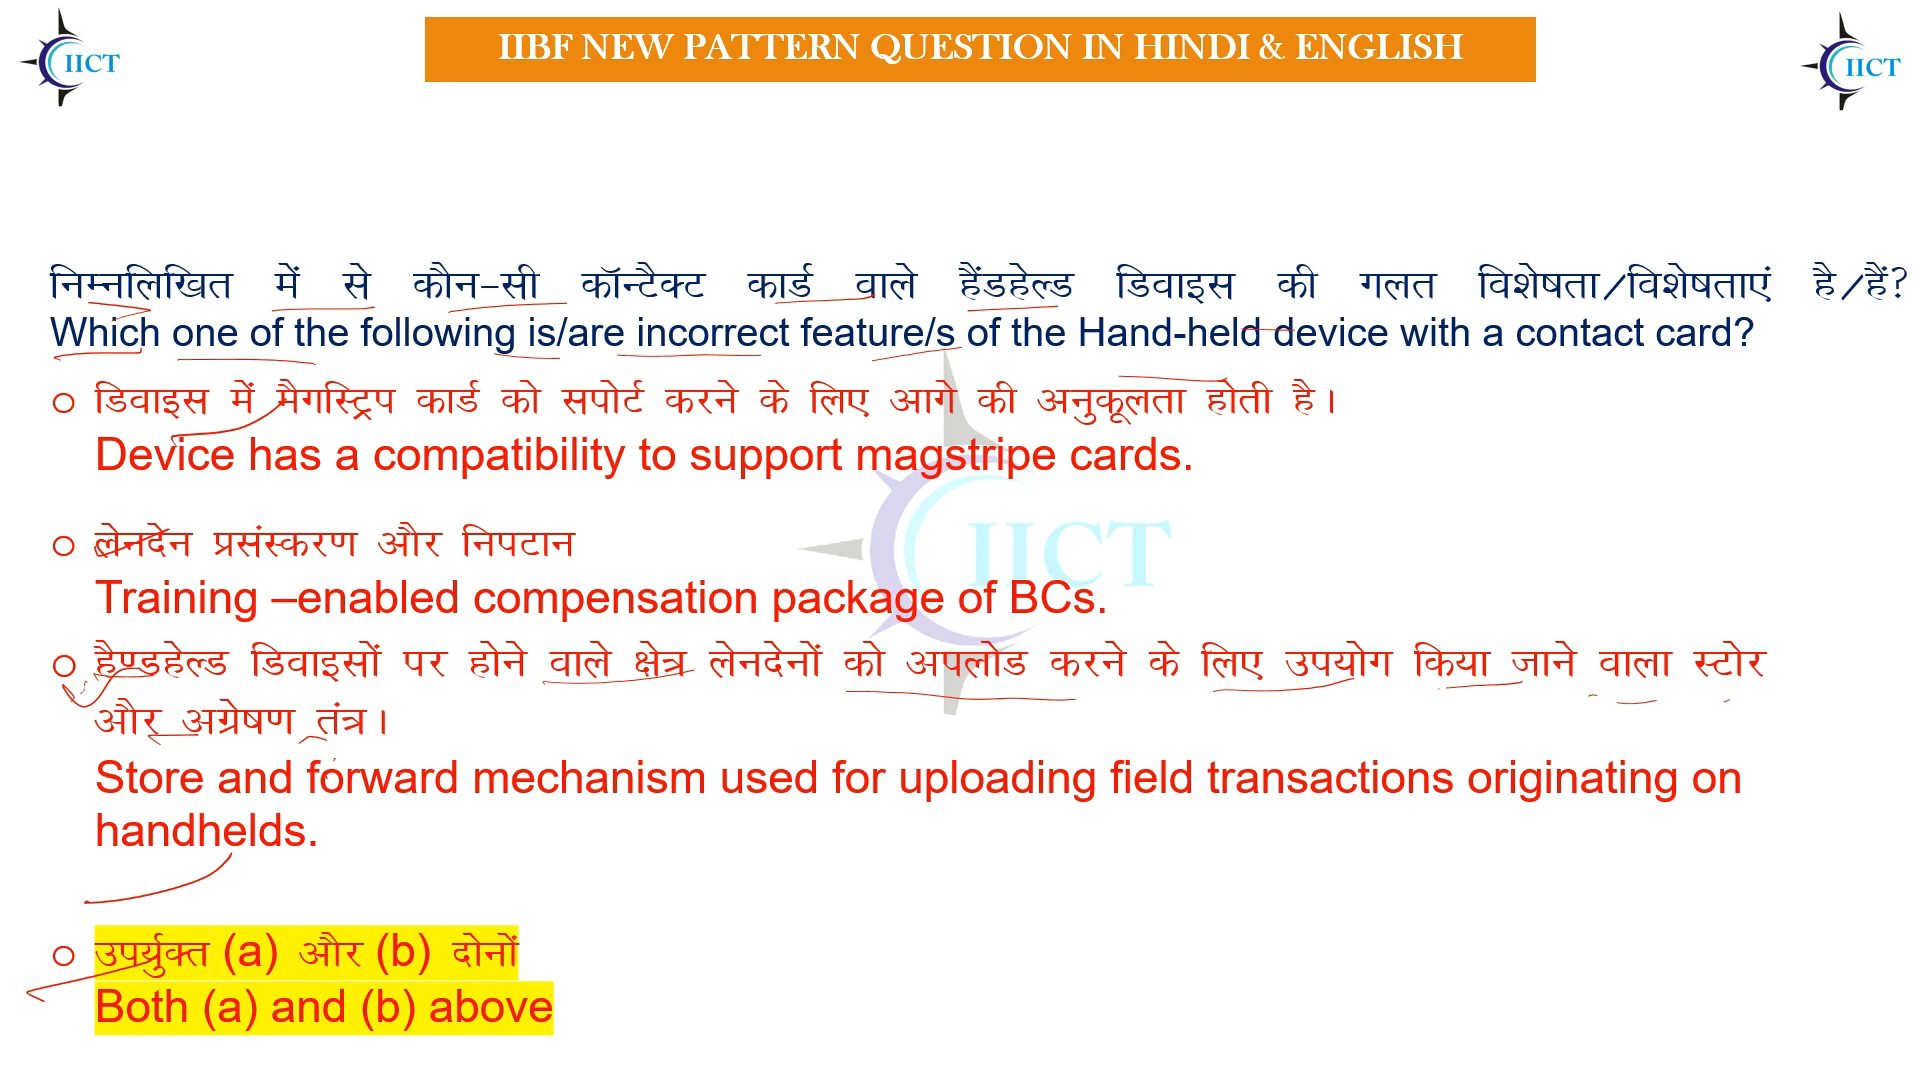 IICT
IIBF NEW PATTERN QUESTION IN HINDI & ENGLISH
IICT
निम्नलिखित में से कौन-सी कॉन्टैक्ट कार्ड वाले हैंडहेल्ड डिवाइस की गलत विशेषता/विशेषताएं है/हैं?
Which one of the following is/are incorrect feature/s of the Hand-held device with a contact card?
डिवाइस में मैगस्ट्रिप कार्ड को सपोर्ट करने के लिए आगे की अनुकूलता होती है।
Device has a compatibility to support magstripe cards.
लेनदेन प्रसंस्करण और निपटान
IICT
Training –enabled compensation package of BCs.
हैण्डहेल्ड डिवाइसों पर होने वाले क्षेत्र लेनदेनों को अपलोड करने के लिए उपयोग किया जाने वाला स्टोर
और अग्रेषण तंत्र।
Store and forward mechanism used for uploading field transactions originating on
handhelds.
उपर्युक्त (a) और (b) दोनों
Both (a) and (b) above